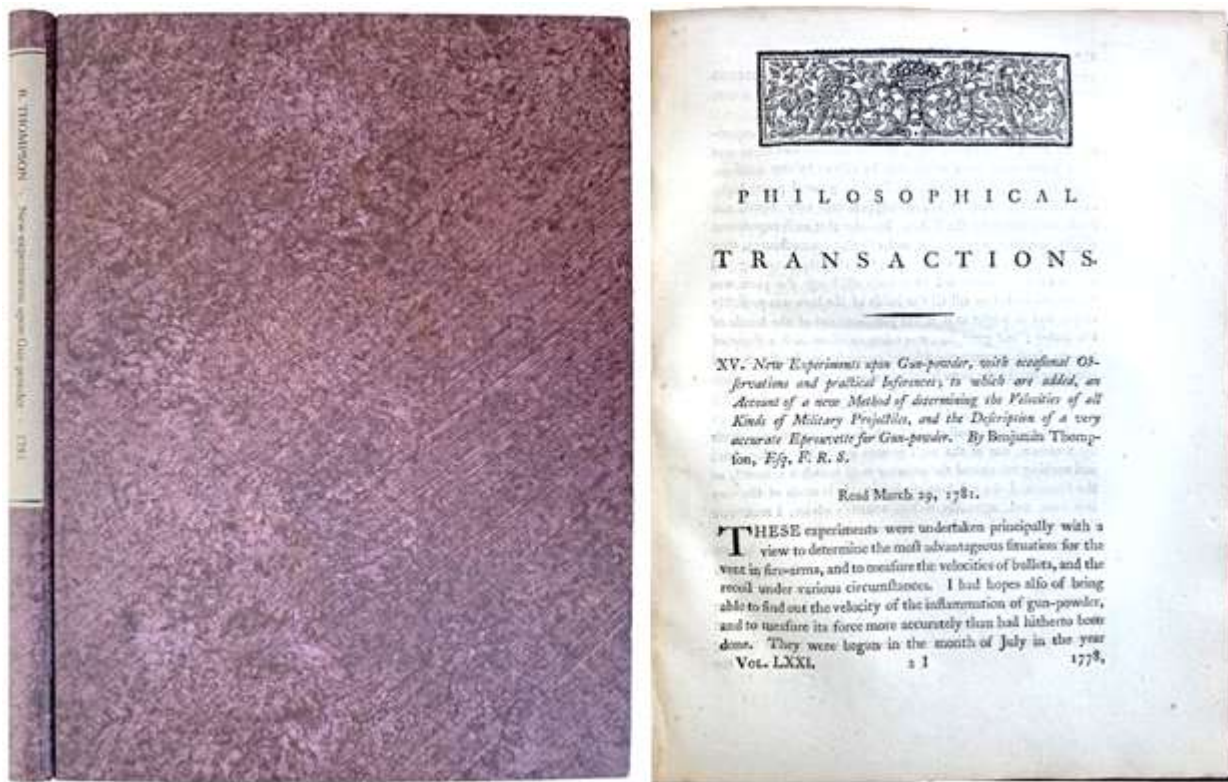 B. THOMPSON · New experiments upon Gun-powder · 1781
PHILOSOPHICAL
TRANSACTIONS.
XV. New Experiments upon Gun-powder, with occaſional Ob-
ſervations and practical Inferences; to which are added, an
Account of a new Method of determining the Velocities of all
Kinds of Military Projectiles, and the Deſcription of a very
accurate Eprouvette for Gun-powder. By Benjamin Thomp-
ſon, Eſq. F. R. S.
Read March 29, 1781.
THESE experiments were undertaken principally with a
view to determine the moſt advantageous ſituation for the
vent in fire-arms, and to meaſure the velocities of bullets, and the
recoil under various circumſtances. I had hopes alſo of being
able to find out the velocity of the inflammation of gun-powder,
and to meaſure its force more accurately than had hitherto been
done. They were begun in the month of July in the year
VOL. LXXI. 2 I 1778,